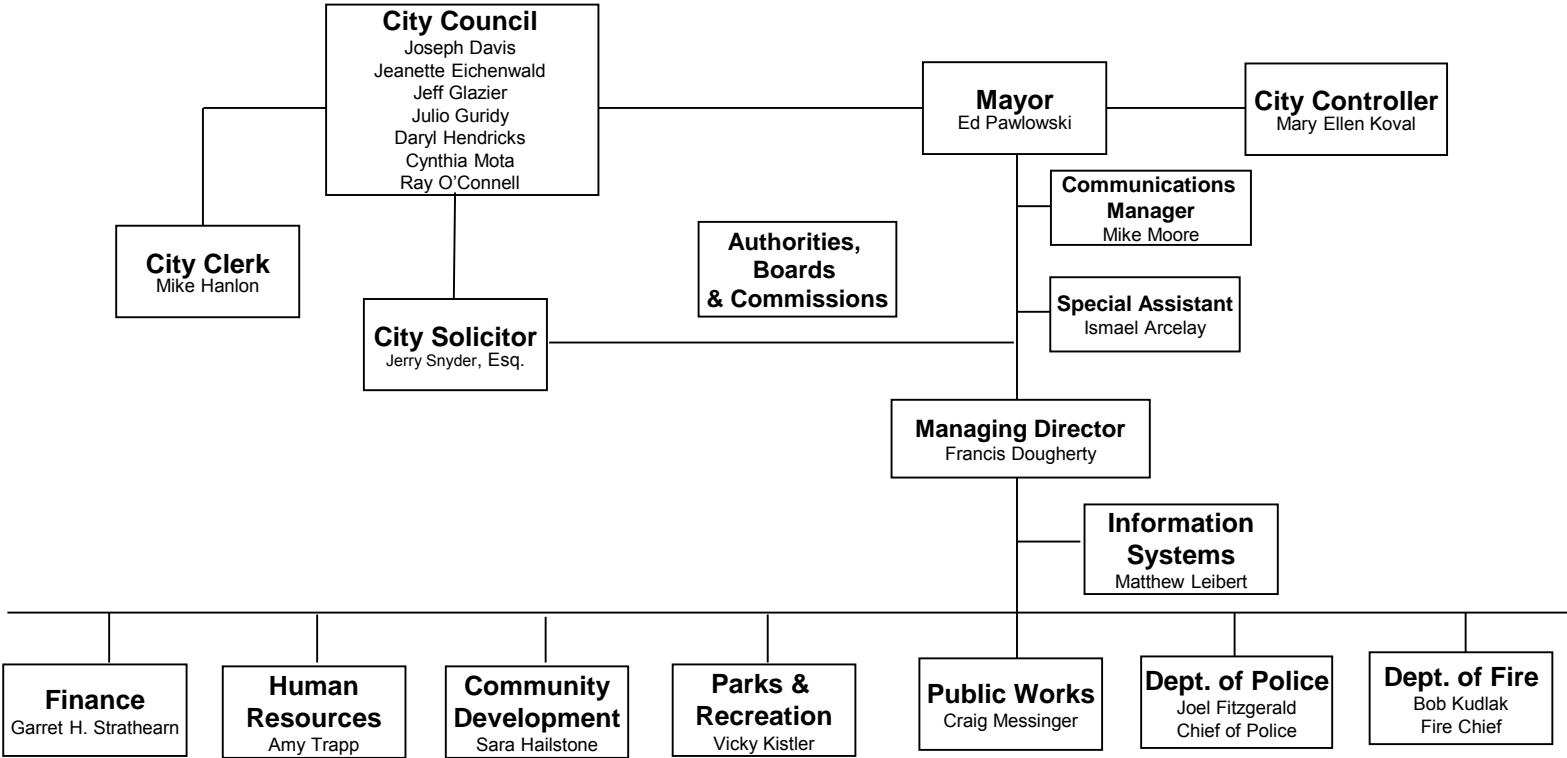 City Council
Joseph Davis
Jeanette Eichenwald
Jeff Glazier
Julio Guridy
Daryl Hendricks
Cynthia Mota
Ray O’Connell
Mayor
Ed Pawlowski
City Controller
Mary Ellen Koval
Communications
Manager
Mike Moore
City Clerk
Mike Hanlon
Authorities,
Boards
& Commissions
Special Assistant
Ismael Arcelay
City Solicitor
Jerry Snyder, Esq.
Managing Director
Francis Dougherty
Information
Systems
Matthew Leibert
Finance
Garret H. Strathearn
Human
Resources
Amy Trapp
Community
Development
Sara Hailstone
Parks &
Recreation
Vicky Kistler
Public Works
Craig Messinger
Dept. of Police
Joel Fitzgerald
Chief of Police
Dept. of Fire
Bob Kudlak
Fire Chief